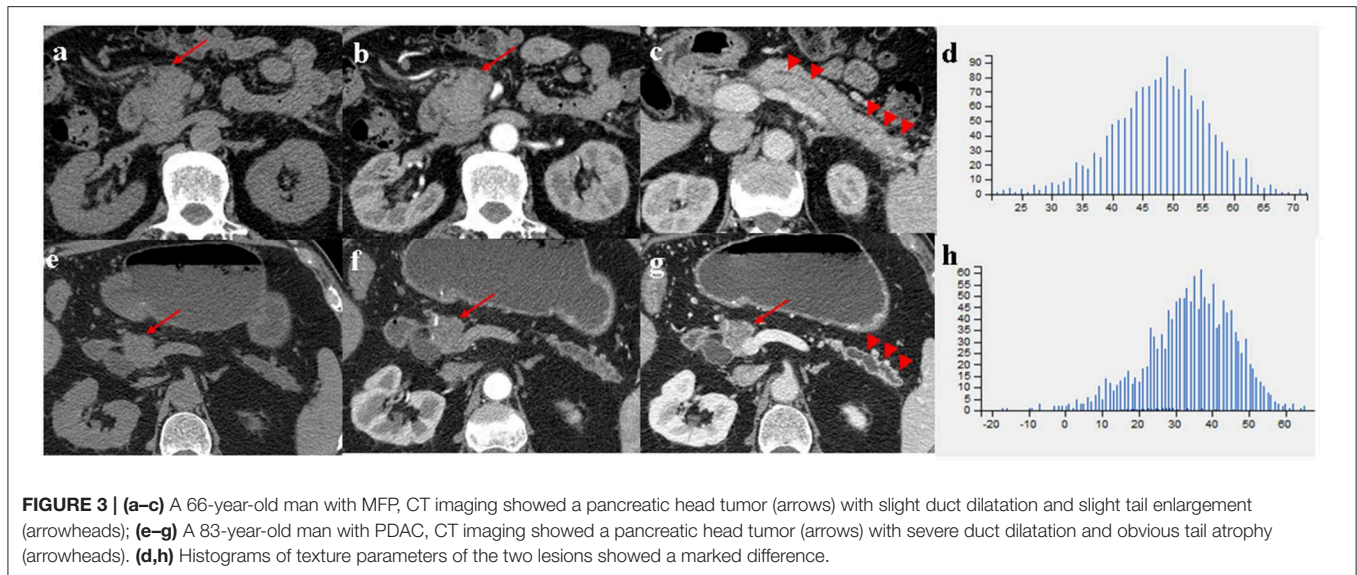 a
b
c
d
90
80
70
60
50
40
30
20
10
0
25 30 35 40 45 50 55 60 65 70
e
f
g
h
60
55
50
45
40
35
30
25
20
15
10
5
0
-20 -10 0 10 20 30 40 50 60
FIGURE 3 | (a–c) A 66-year-old man with MFP, CT imaging showed a pancreatic head tumor (arrows) with slight duct dilatation and slight tail enlargement
(arrowheads); (e–g) A 83-year-old man with PDAC, CT imaging showed a pancreatic head tumor (arrows) with severe duct dilatation and obvious tail atrophy
(arrowheads). (d,h) Histograms of texture parameters of the two lesions showed a marked difference.